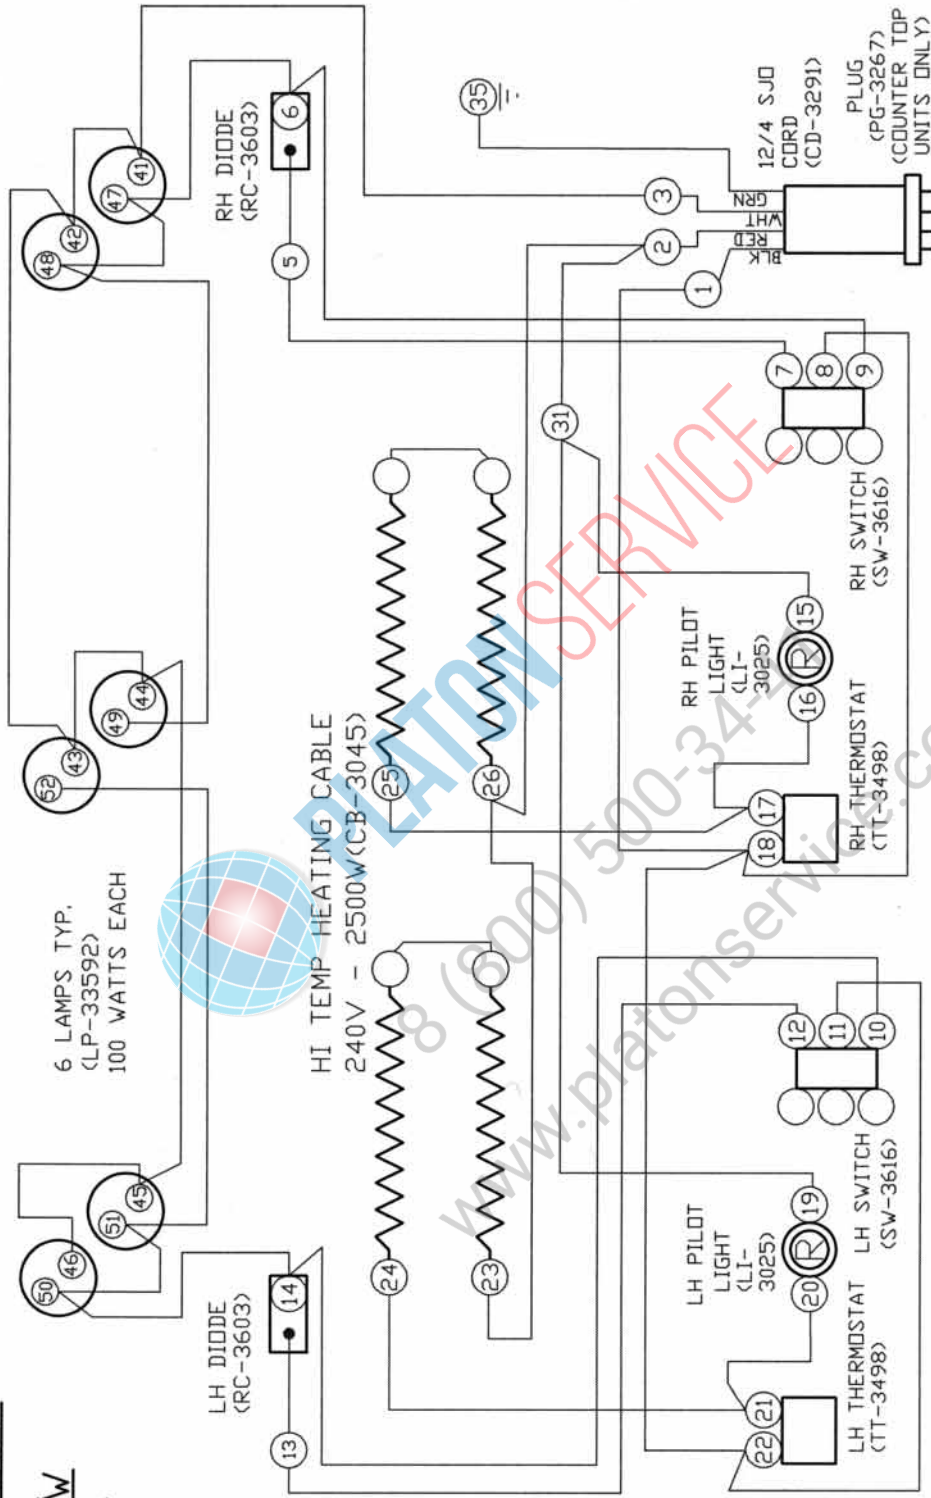 48
42
47
41
RH DIODE
(RC-3603)
6
5
35
12/4 SJO
CORD
(CD-3291)
PLUG
(PG-3267)
(COUNTER TOP
UNITS ONLY)
GRN
WHT
RED
BLK
3
2
1
31
7
8
9
RH SWITCH
(SW-3616)
52
43
49
44
6 LAMPS TYP.
(LP-33592)
100 WATTS EACH
HI TEMP HEATING CABLE
240V - 2500W(CB-3045)
25
26
RH PILOT
LIGHT
(LI-
3025)
15
R
16
17
18
RH THERMOSTAT
(TT-3498)
50
46
51
45
LH DIODE
(RC-3603)
14
13
24
23
12
11
10
LH SWITCH
(SW-3616)
LH PILOT
LIGHT
(LI-
3025)
19
R
20
21
22
LH THERMOSTAT
(TT-3498)
W
PLATONSERVICE
8 (800) 500-34-
www.platonservice.co